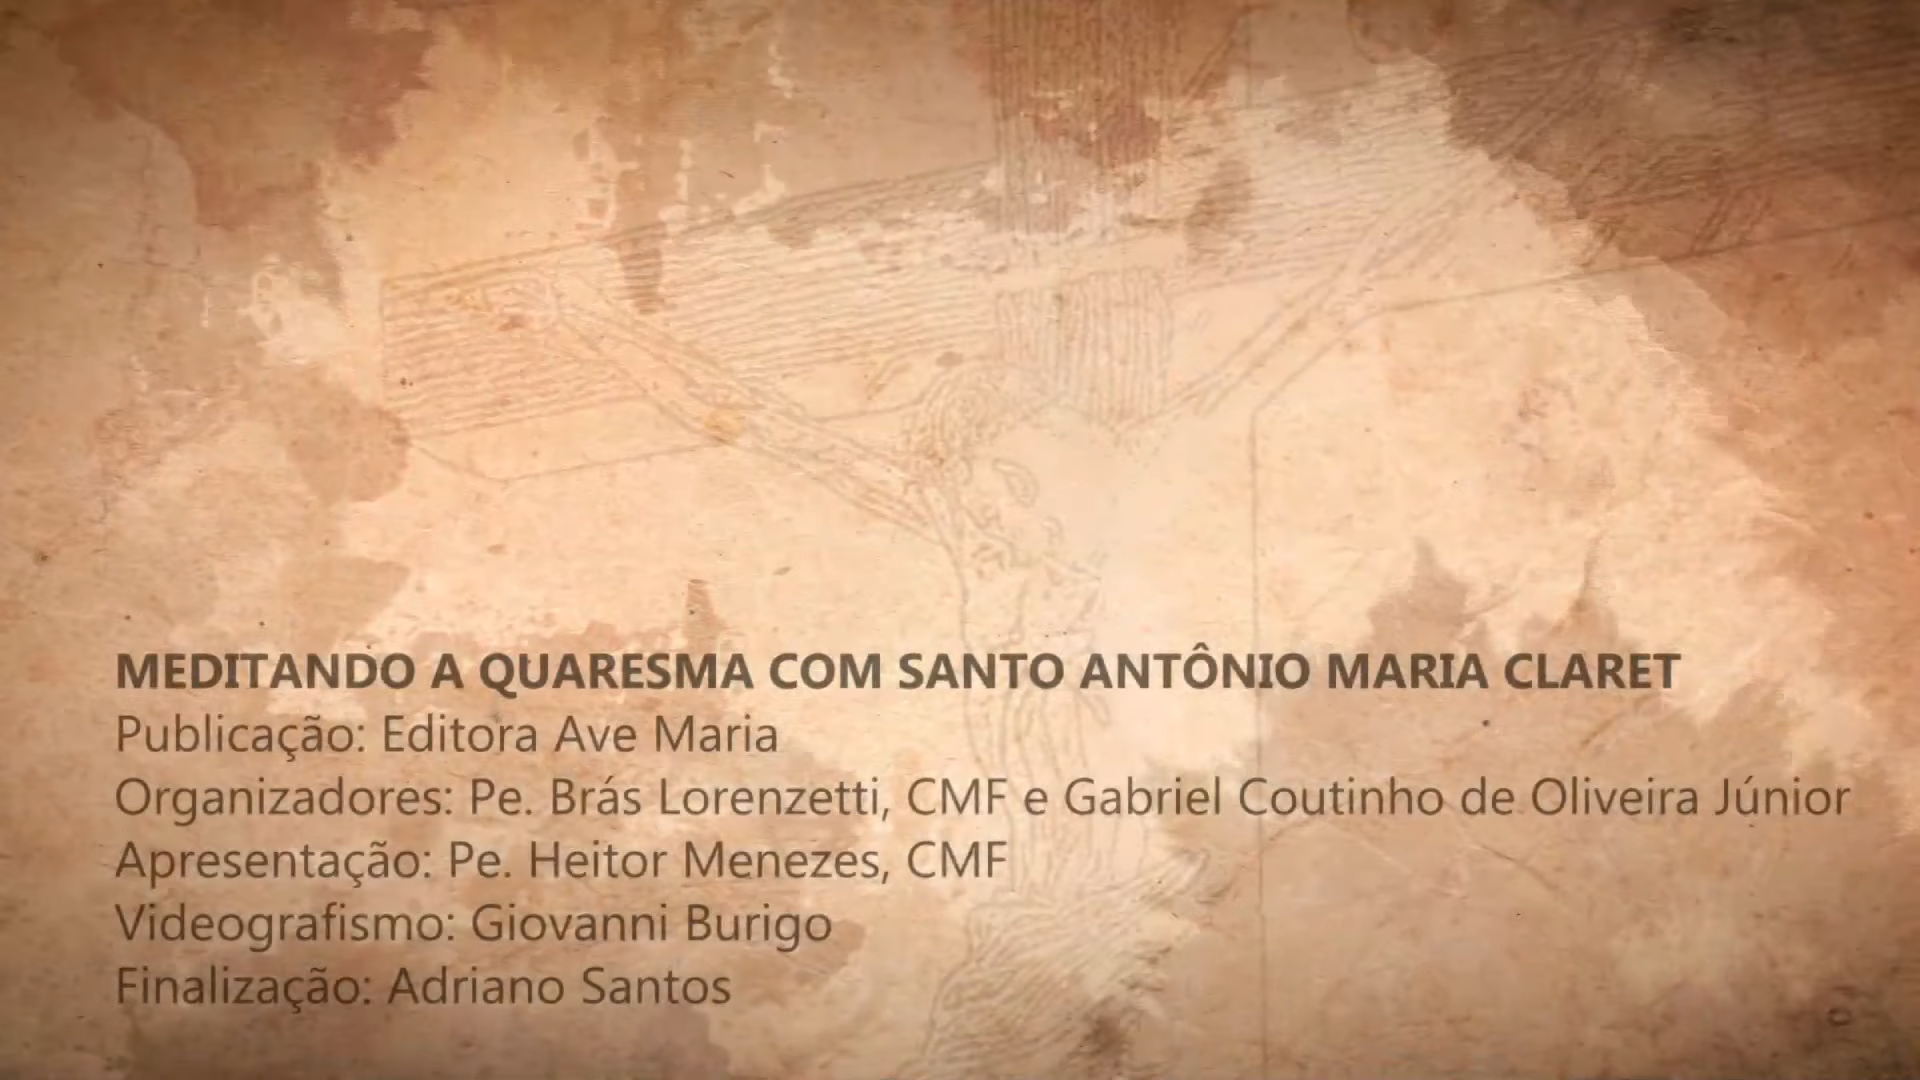 MEDITANDO A QUARESMA COM SANTO ANTÔNIO MARIA CLARET
Publicação: Editora Ave Maria
Organizadores: Pe. Brás Lorenzetti, CMF e Gabriel Coutinho de Oliveira Júnior
Apresentação: Pe. Heitor Menezes, CMF
Videografismo: Giovanni Burigo
Finalização: Adriano Santos